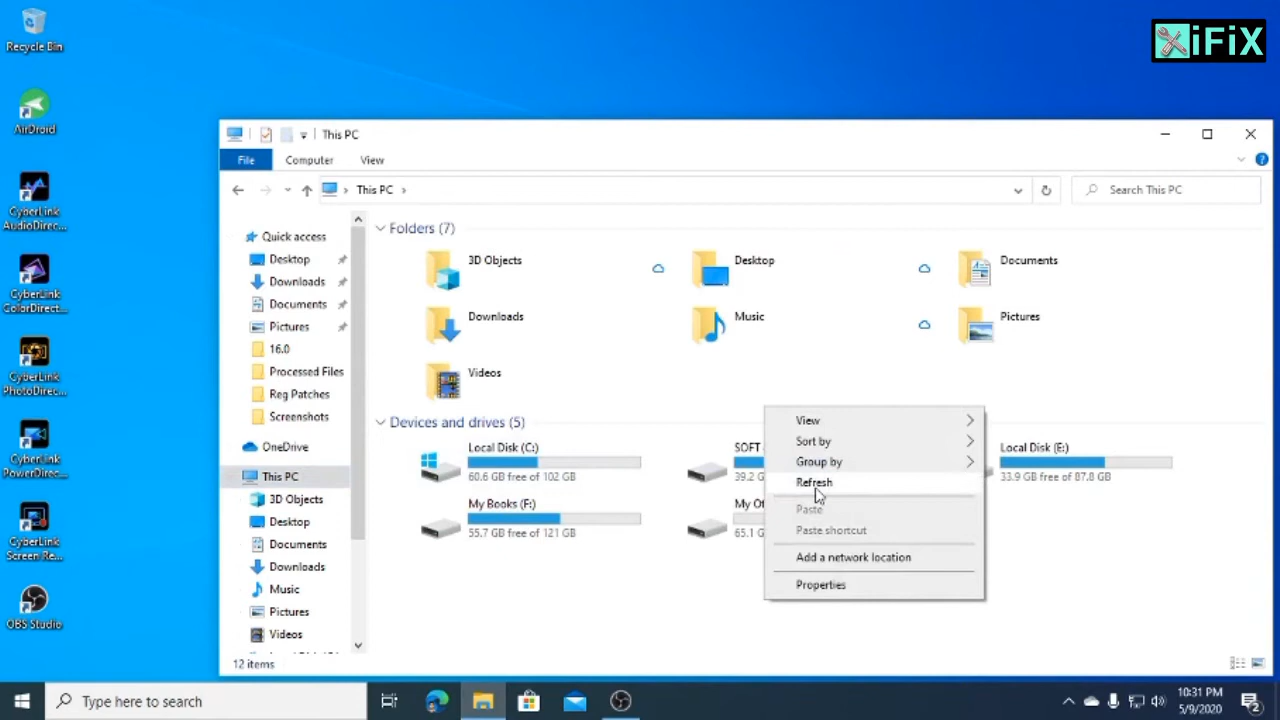 Recycle Bin
AirDroid
CyberLink
AudioDirec...
CyberLink
ColorDirect...
CyberLink
PhotoDirec...
CyberLink
PowerDirec...
CyberLink
Screen Re...
OBS Studio
iFiX
This PC
File Computer View
This PC
Search This PC
Quick access
Desktop
Downloads
Documents
Pictures
16.0
Processed Files
Reg Patches
Screenshots
OneDrive
This PC
3D Objects
Desktop
Documents
Downloads
Music
Pictures
Videos
Folders (7)
3D Objects
Desktop
Documents
Downloads
Music
Pictures
Videos
Devices and drives (5)
Local Disk (C:)
60.6 GB free of 102 GB
SOFT
39.2
Local Disk (E:)
33.9 GB free of 87.8 GB
My Books (F:)
55.7 GB free of 121 GB
My
65.1
View
Sort by
Group by
Refresh
Paste
Paste shortcut
Add a network location
Properties
12 items
Type here to search
10:31 PM
5/9/2020
2